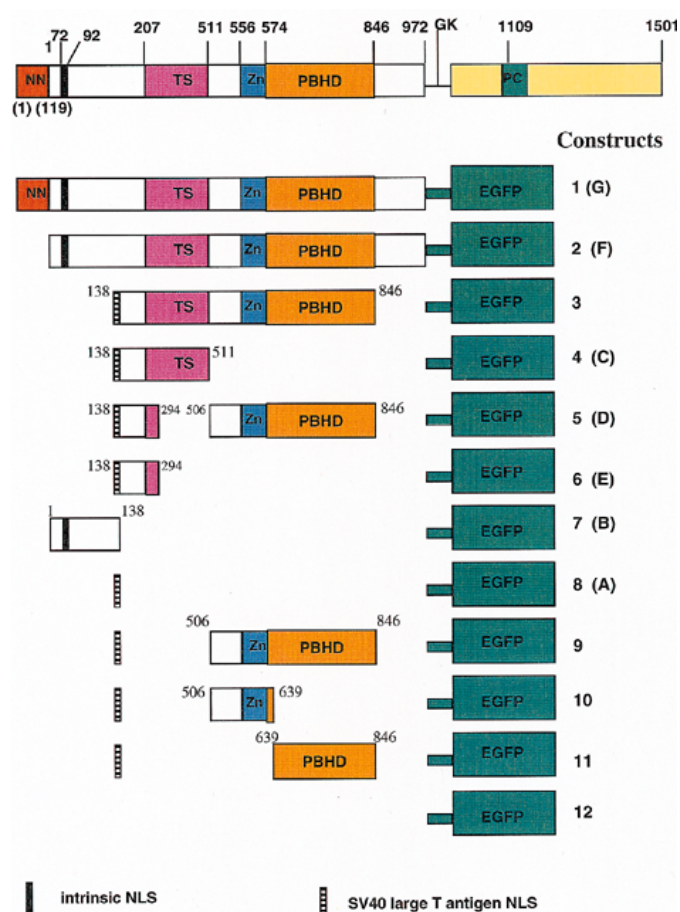 1 72 92 207 511 556 574 846 972 GK 1109 1501
NN TS Zn PBHD PC
(1) (119)
Constructs
NN TS Zn PBHD EGFP 1 (G)
TS Zn PBHD EGFP 2 (F)
138 TS Zn PBHD 846 EGFP 3
138 TS 511 EGFP 4 (C)
138 294 506 Zn PBHD 846 EGFP 5 (D)
138 294 EGFP 6 (E)
1 138 EGFP 7 (B)
EGFP 8 (A)
506 Zn PBHD 846 EGFP 9
506 Zn 639 EGFP 10
639 PBHD 846 EGFP 11
EGFP 12
intrinsic NLS SV40 large T antigen NLS